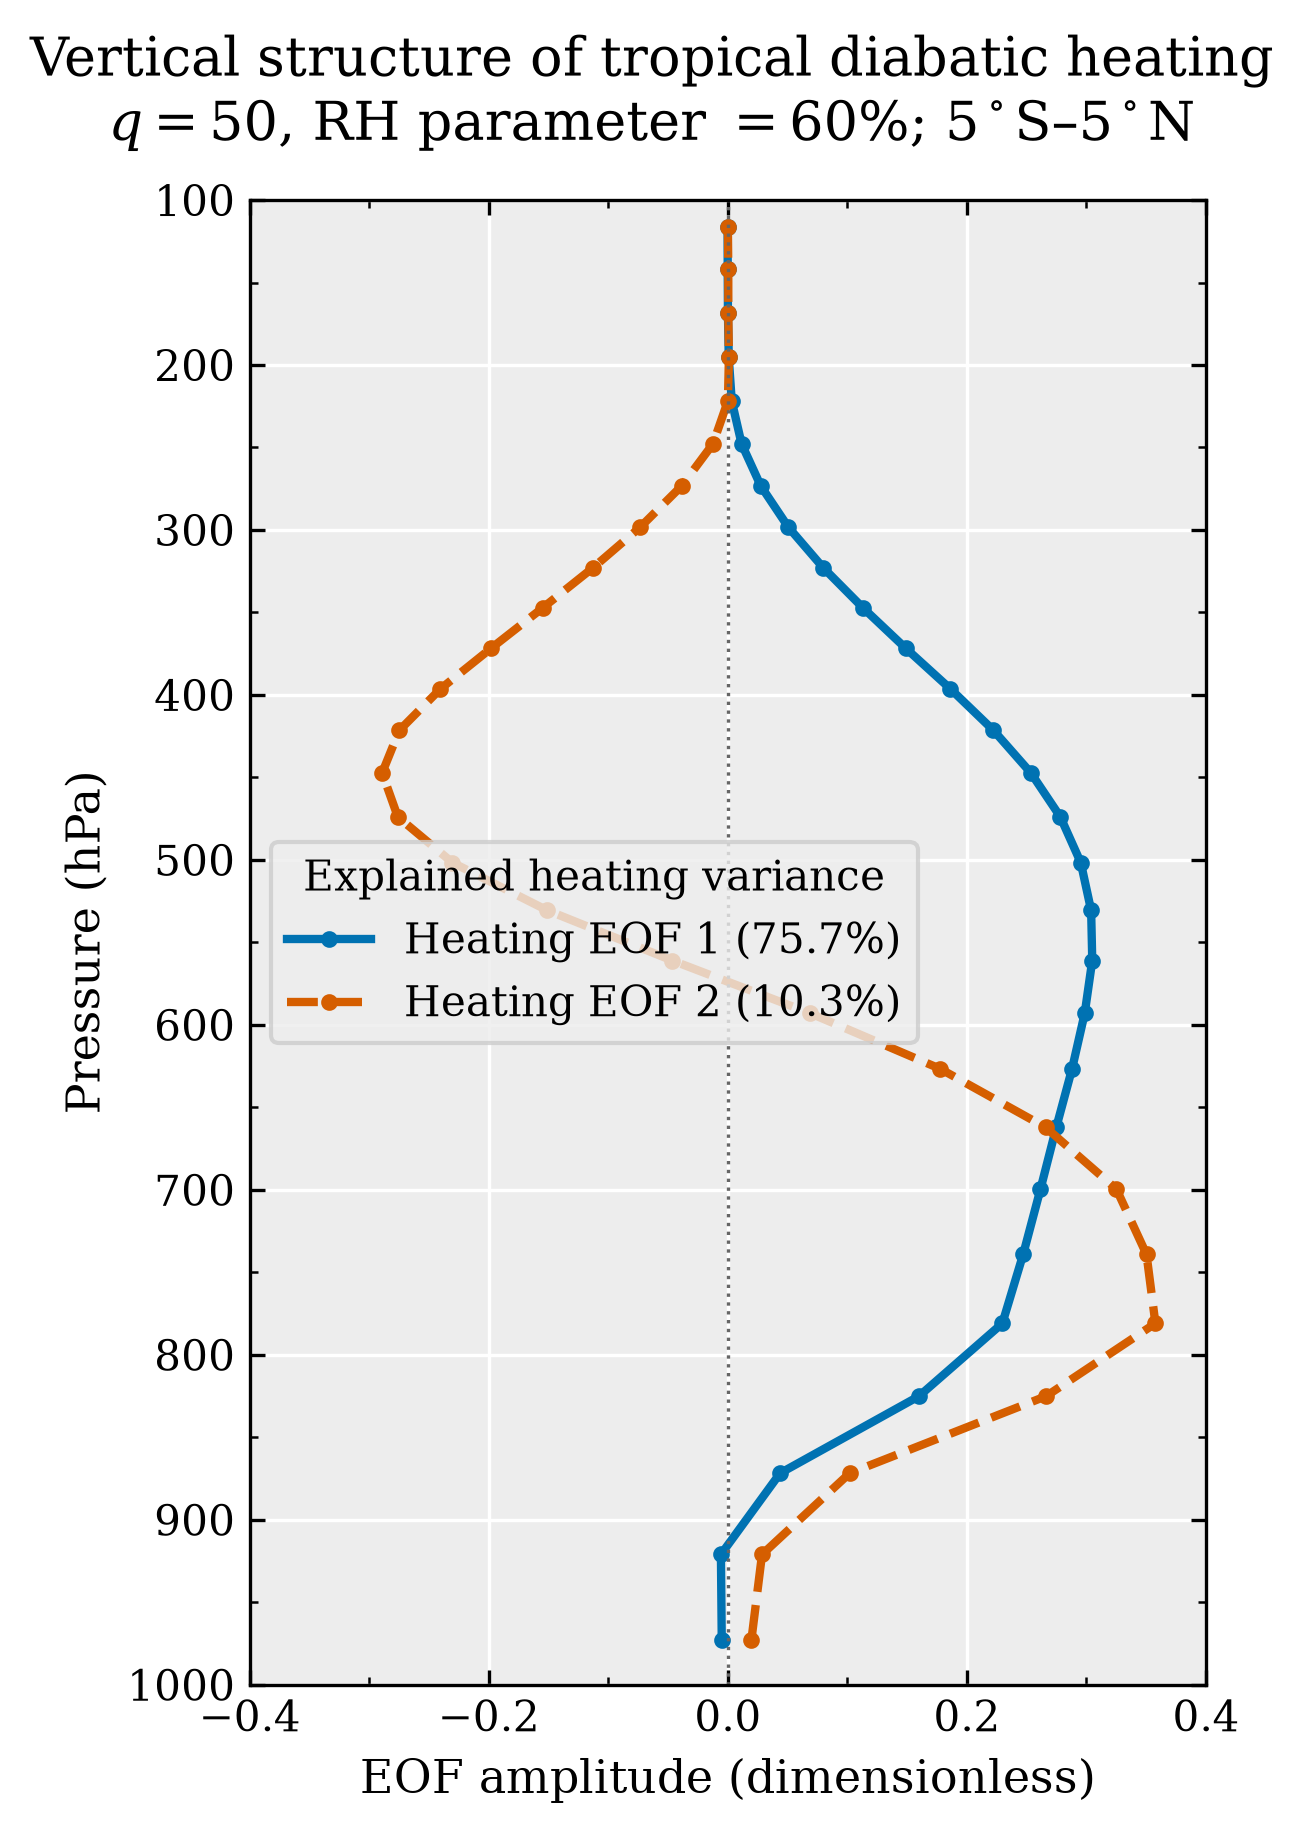 Vertical structure of tropical diabatic heating
q = 50, RH parameter = 60%; 5°S–5°N
100
200
300
400
500
600
700
800
900
1000
Pressure (hPa)
Explained heating variance
Heating EOF 1 (75.7%)
Heating EOF 2 (10.3%)
−0.4 −0.2 0.0 0.2 0.4
EOF amplitude (dimensionless)